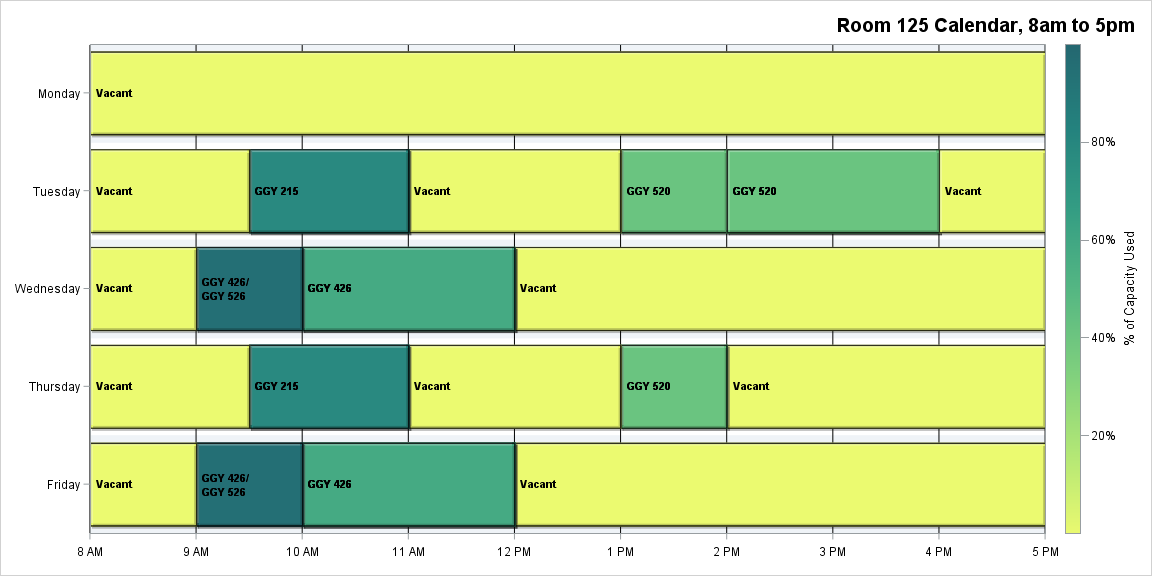 Room 125 Calendar, 8am to 5pm
Monday
Vacant
Tuesday
Vacant
GGY 215
Vacant
GGY 520
GGY 520
Vacant
Wednesday
Vacant
GGY 426/
GGY 526
GGY 426
Vacant
Thursday
Vacant
GGY 215
Vacant
GGY 520
Vacant
Friday
Vacant
GGY 426/
GGY 526
GGY 426
Vacant
8 AM
9 AM
10 AM
11 AM
12 PM
1 PM
2 PM
3 PM
4 PM
5 PM
80%
60%
40%
20%
% of Capacity Used